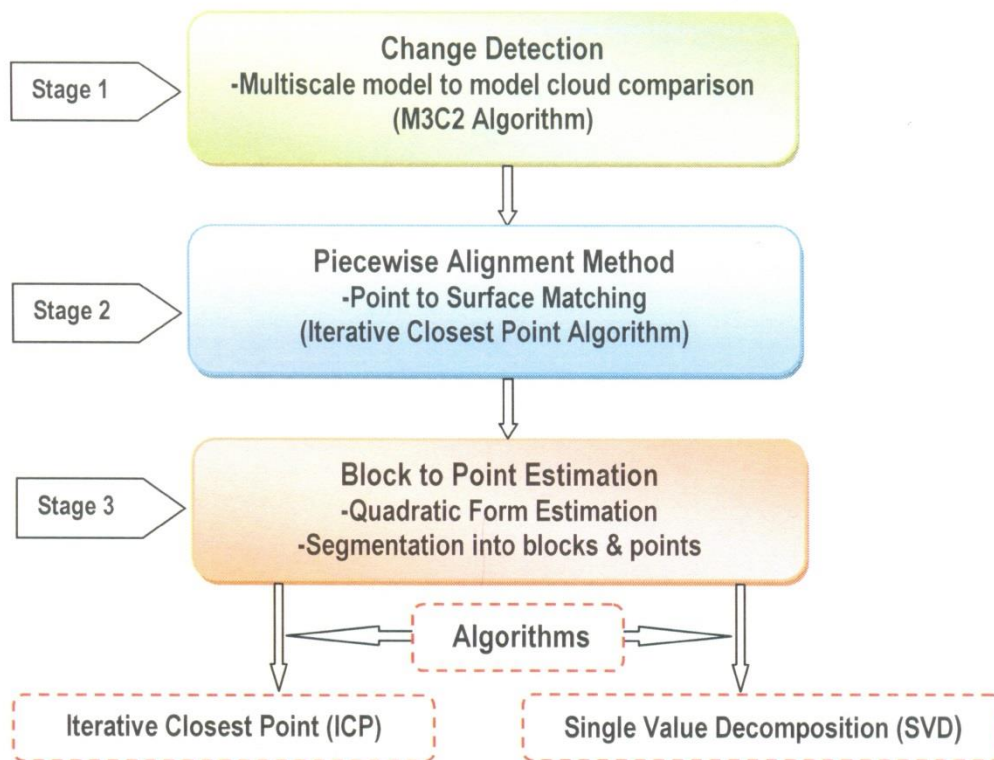 Stage 1
Change Detection
-Multiscale model to model cloud comparison
(M3C2 Algorithm)
Stage 2
Piecewise Alignment Method
-Point to Surface Matching
(Iterative Closest Point Algorithm)
Stage 3
Block to Point Estimation
-Quadratic Form Estimation
-Segmentation into blocks & points
Algorithms
Iterative Closest Point (ICP)
Single Value Decomposition (SVD)